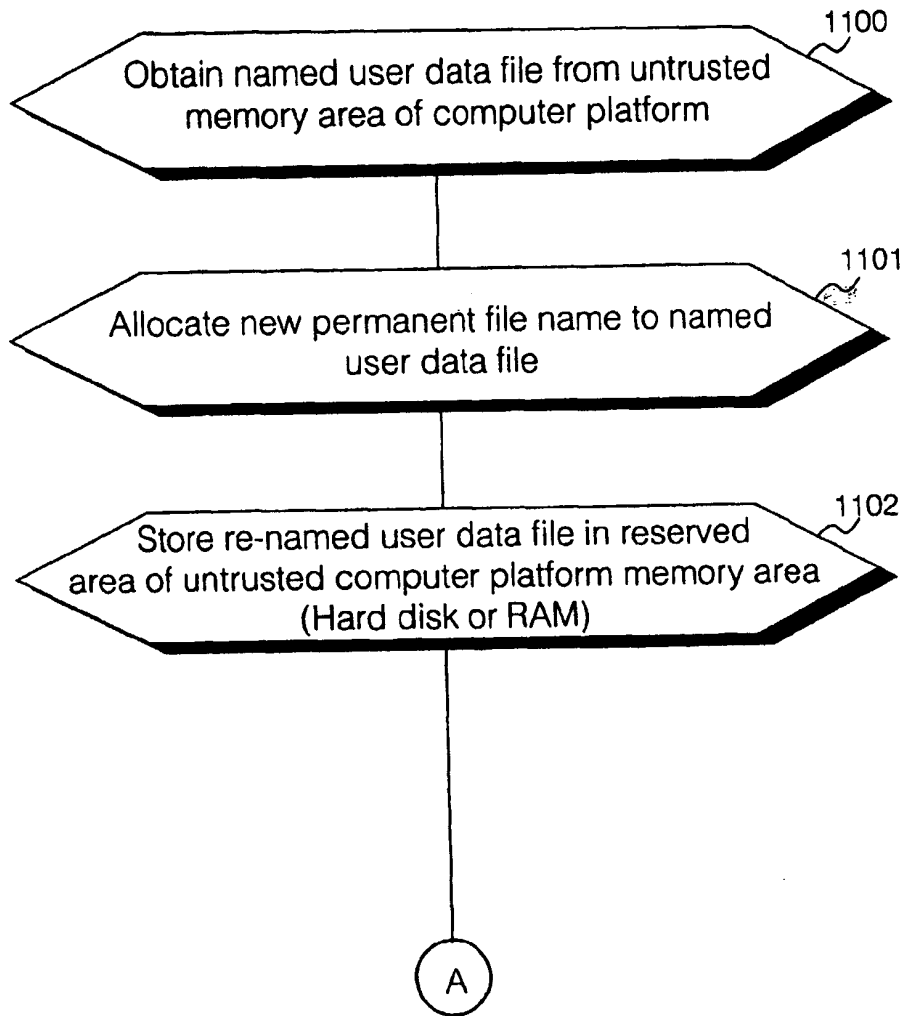 1100
Obtain named user data file from untrusted
memory area of computer platform
1101
Allocate new permanent file name to named
user data file
1102
Store re-named user data file in reserved
area of untrusted computer platform memory area
(Hard disk or RAM)
A